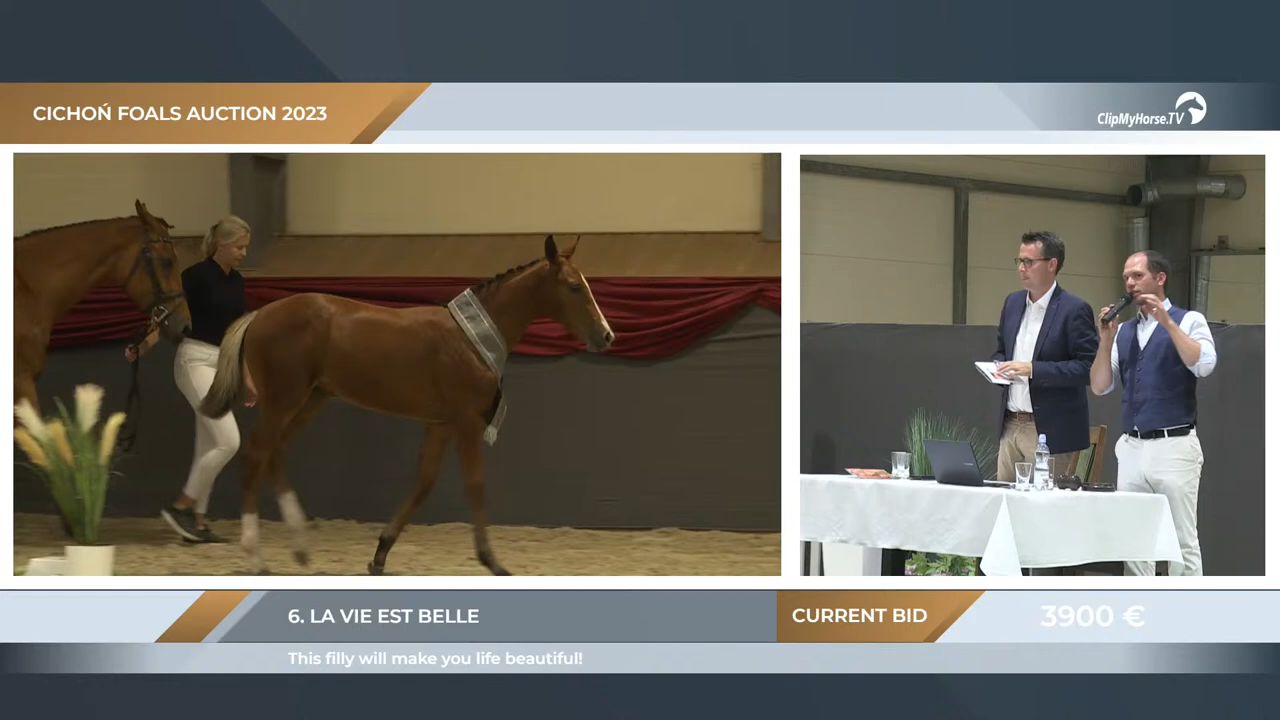 CICHOŃ FOALS AUCTION 2023
ClipMyHorse.TV
6. LA VIE EST BELLE
CURRENT BID
3900 €
This filly will make you life beautiful!